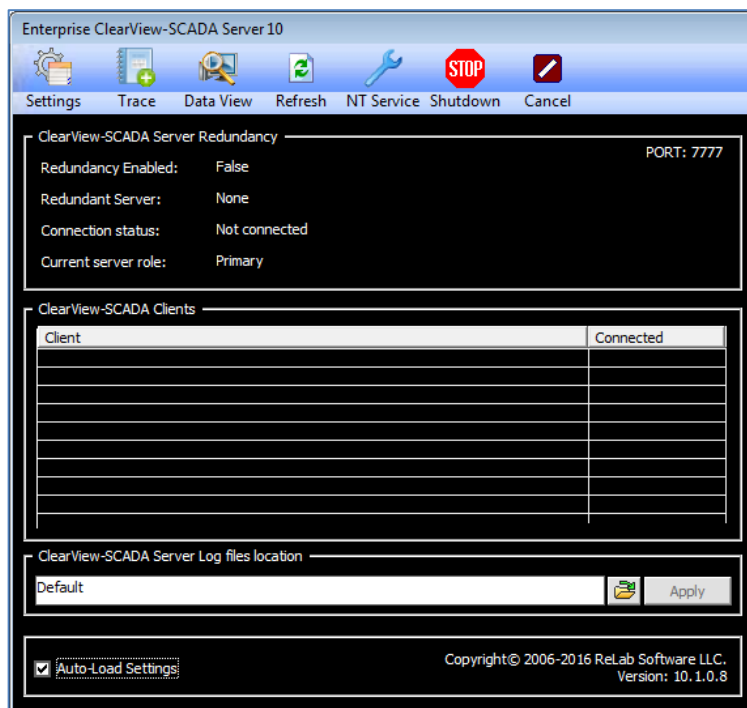 Enterprise ClearView-SCADA Server 10
STOP
Settings Trace Data View Refresh NT Service Shutdown Cancel
ClearView-SCADA Server Redundancy
PORT: 7777
Redundancy Enabled: False
Redundant Server: None
Connection status: Not connected
Current server role: Primary
ClearView-SCADA Clients
Client Connected
ClearView-SCADA Server Log files location
Default Apply
Auto-Load Settings
Copyright© 2006-2016 ReLab Software LLC.
Version: 10.1.0.8